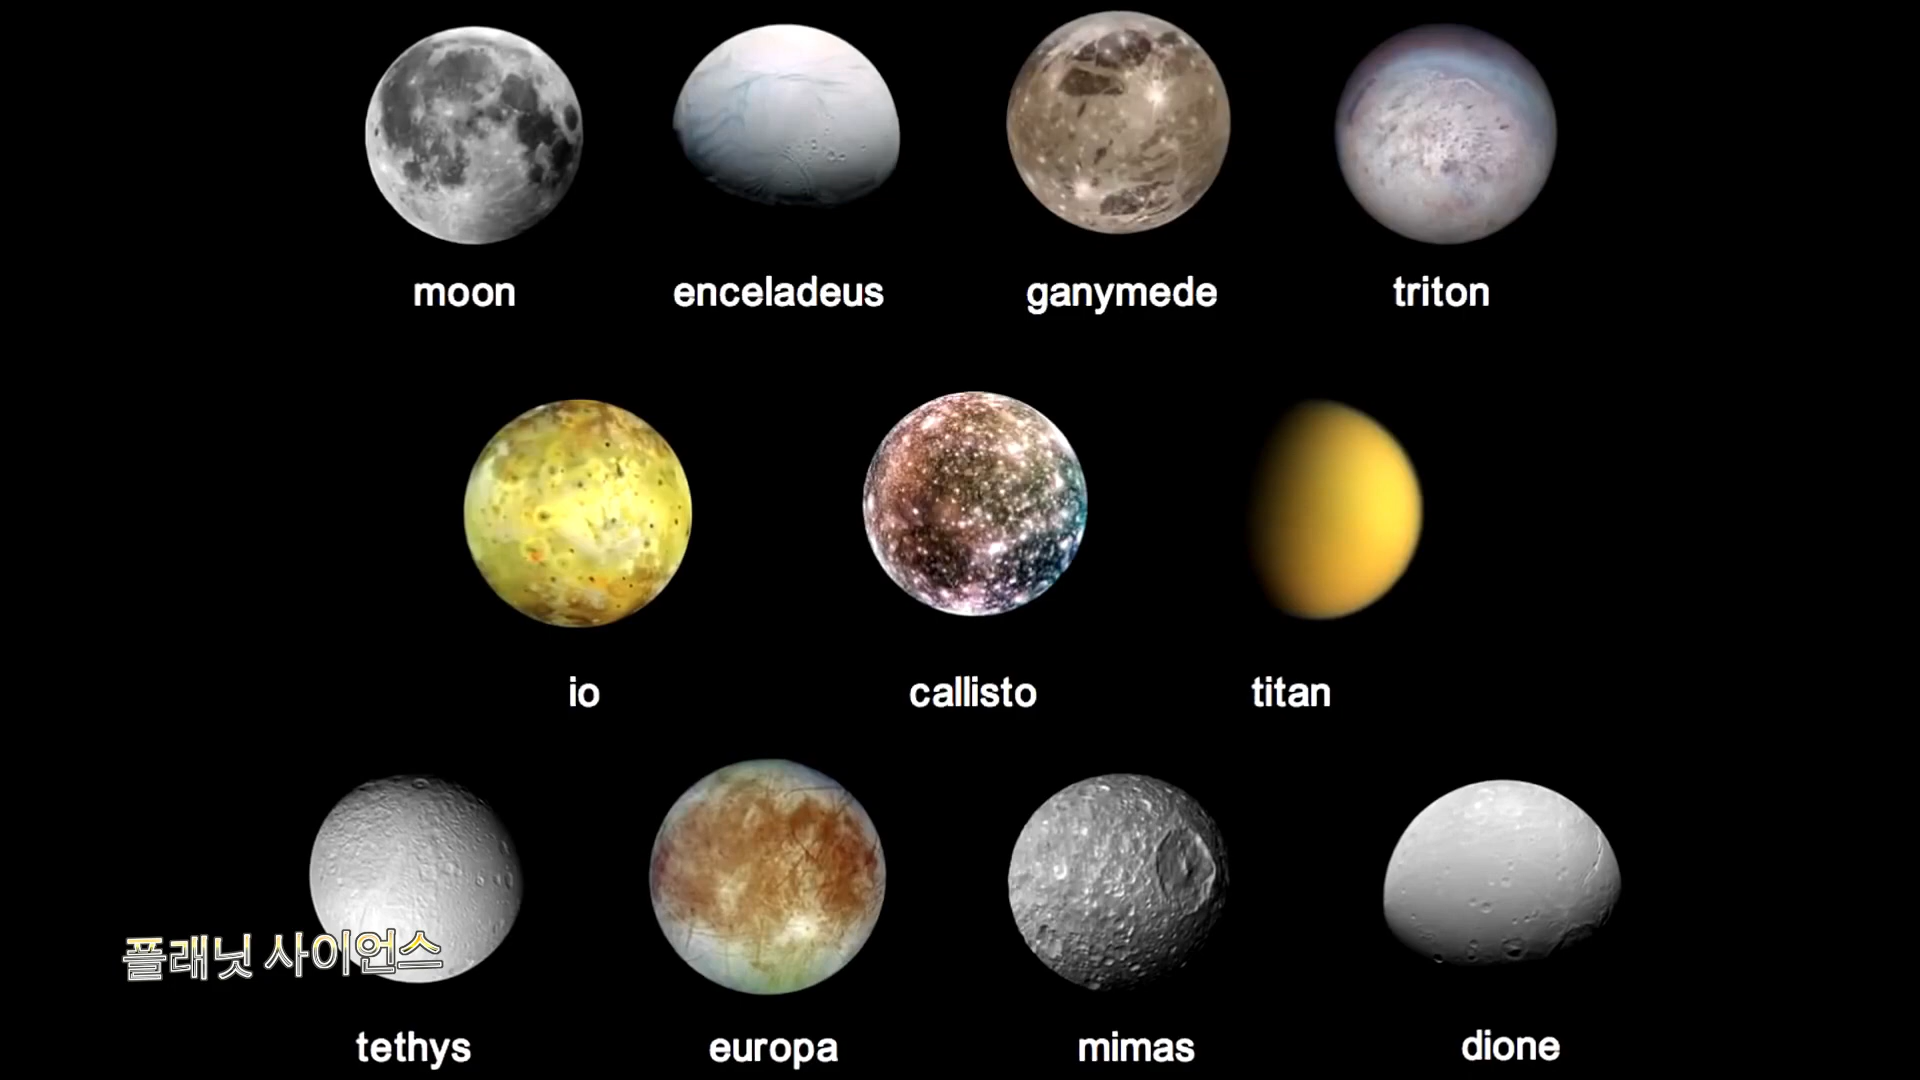 moon
enceladeus
ganymede
triton
io
callisto
titan
플래닛 사이언스
tethys
europa
mimas
dione